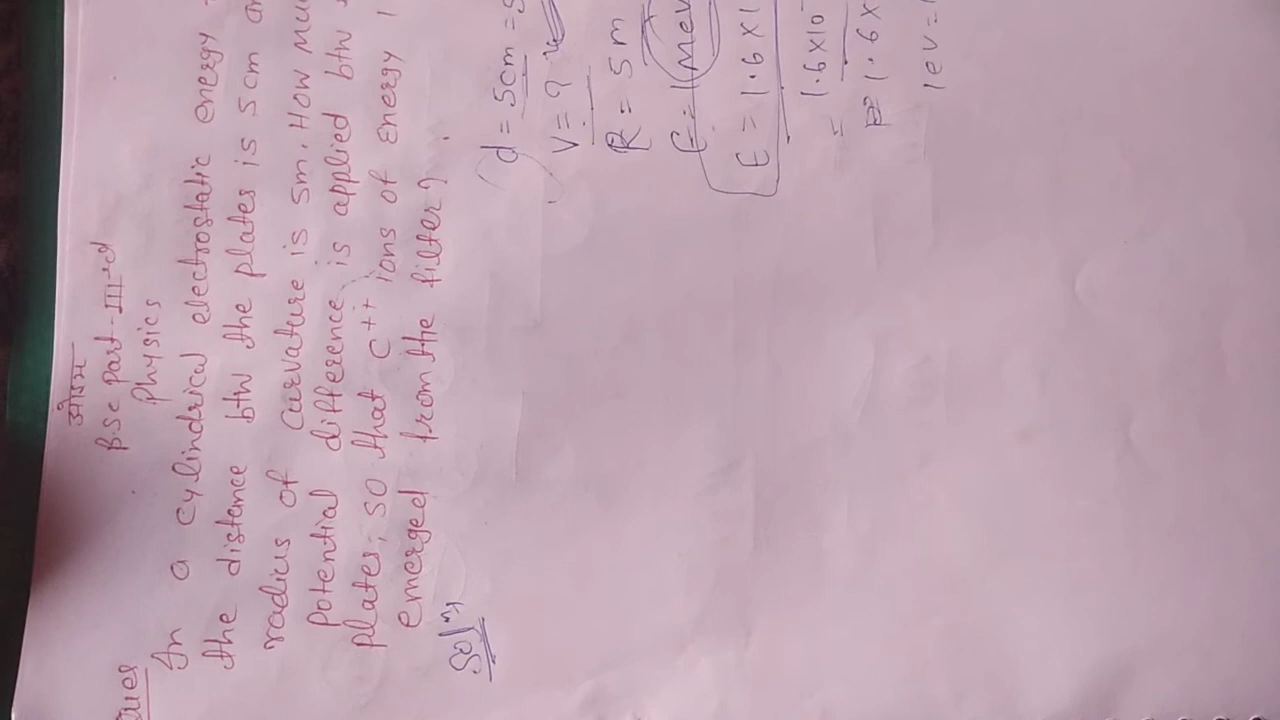 ओ३म
B.Sc part-IIIrd
Physics
Ques
In a cylindrical electrostatic energy
the distance btw the plates is 5cm
radius of curvature is 5m. How
potential difference is applied btw
plates, so that C++ ions of Energy 1
emerged from the filter?
Soln
d = 5cm =
V = ?
R = 5m
E = 1MeV
E = 1.6 X 1
1.6 X 10
= 1.6 X
1ev =